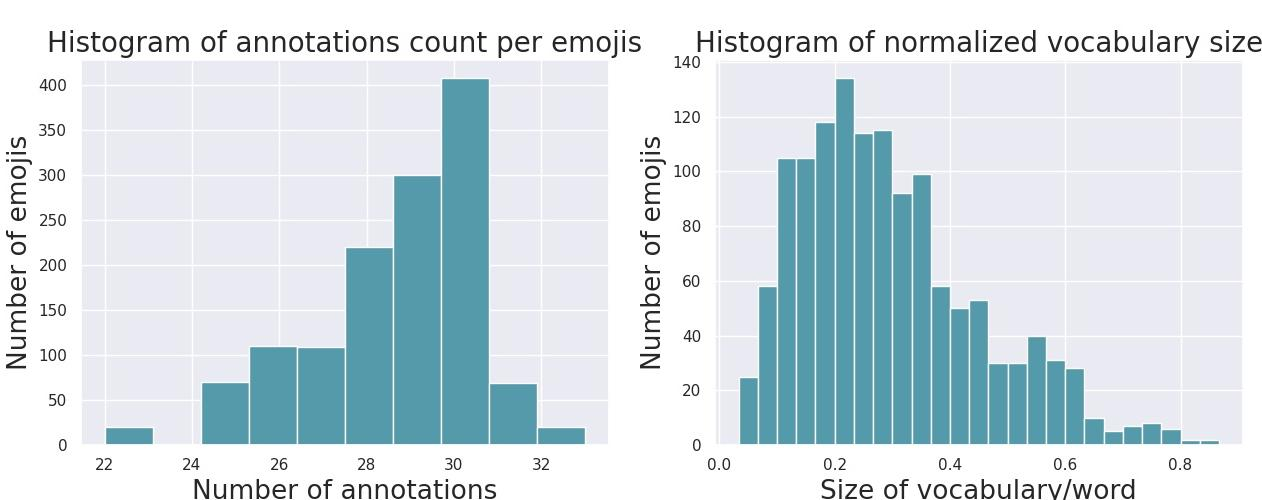 Histogram of annotations count per emojis
Number of emojis
400
350
300
250
200
150
100
50
0
22 24 26 28 30 32
Number of annotations
Histogram of normalized vocabulary size
Number of emojis
140
120
100
80
60
40
20
0
0.0 0.2 0.4 0.6 0.8
Size of vocabulary/word